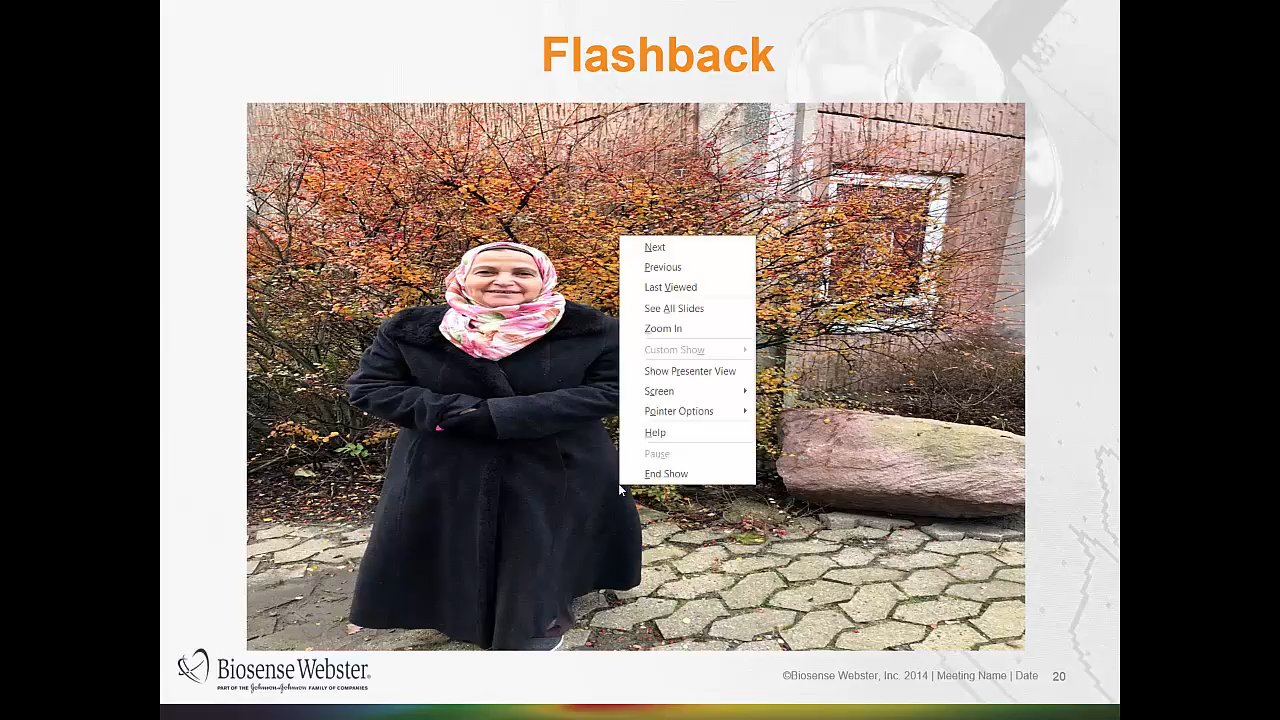 Flashback
Next
Previous
Last Viewed
See All Slides
Zoom In
Custom Show
Show Presenter View
Screen
Pointer Options
Help
Pause
End Show
Biosense Webster®
PART OF THE Johnson&Johnson FAMILY OF COMPANIES
©Biosense Webster, Inc. 2014 | Meeting Name | Date 20